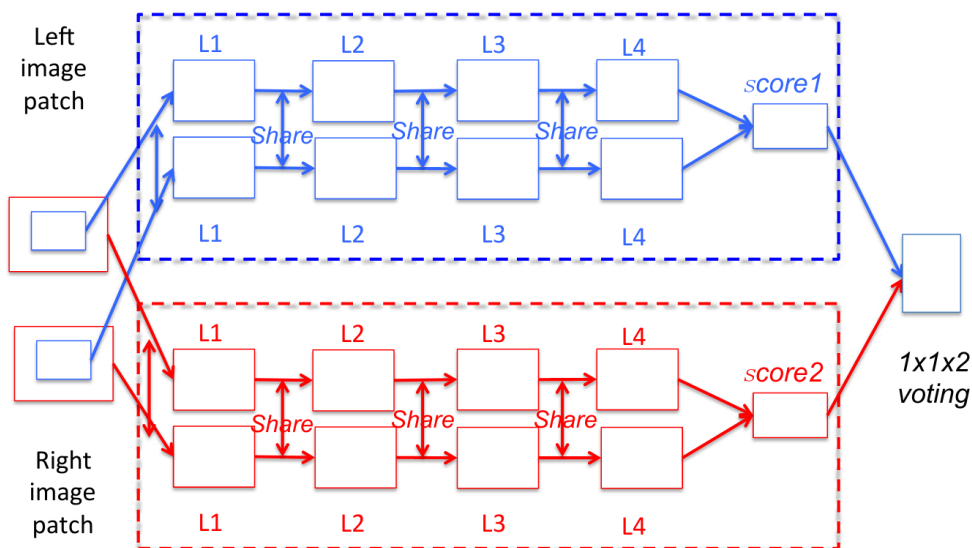 Left
image
patch
L1
L2
L3
L4
score1
Share
Share
Share
L1
L2
L3
L4
L1
L2
L3
L4
score2
Share
Share
Share
1x1x2
voting
Right
image
patch
L1
L2
L3
L4